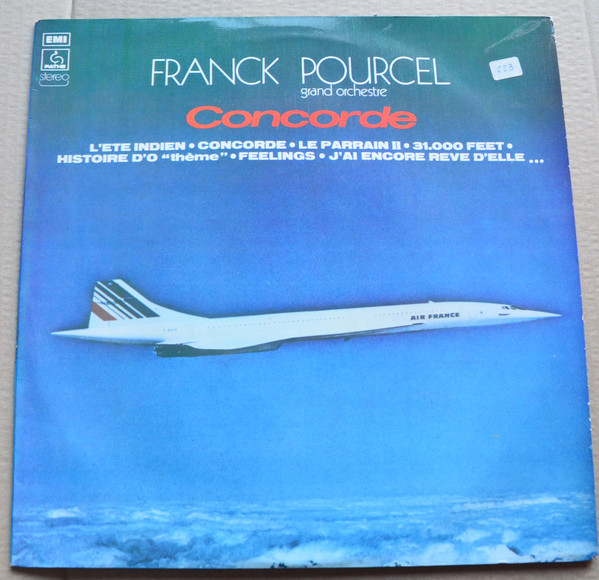 EMI
PATHE
stereo
FRANCK POURCEL
grand orchestre
223
Concorde
L'ETE INDIEN • CONCORDE • LE PARRAIN II • 31.000 FEET •
HISTOIRE D'O "thème" • FEELINGS • J'AI ENCORE REVE D'ELLE ...
AIR FRANCE